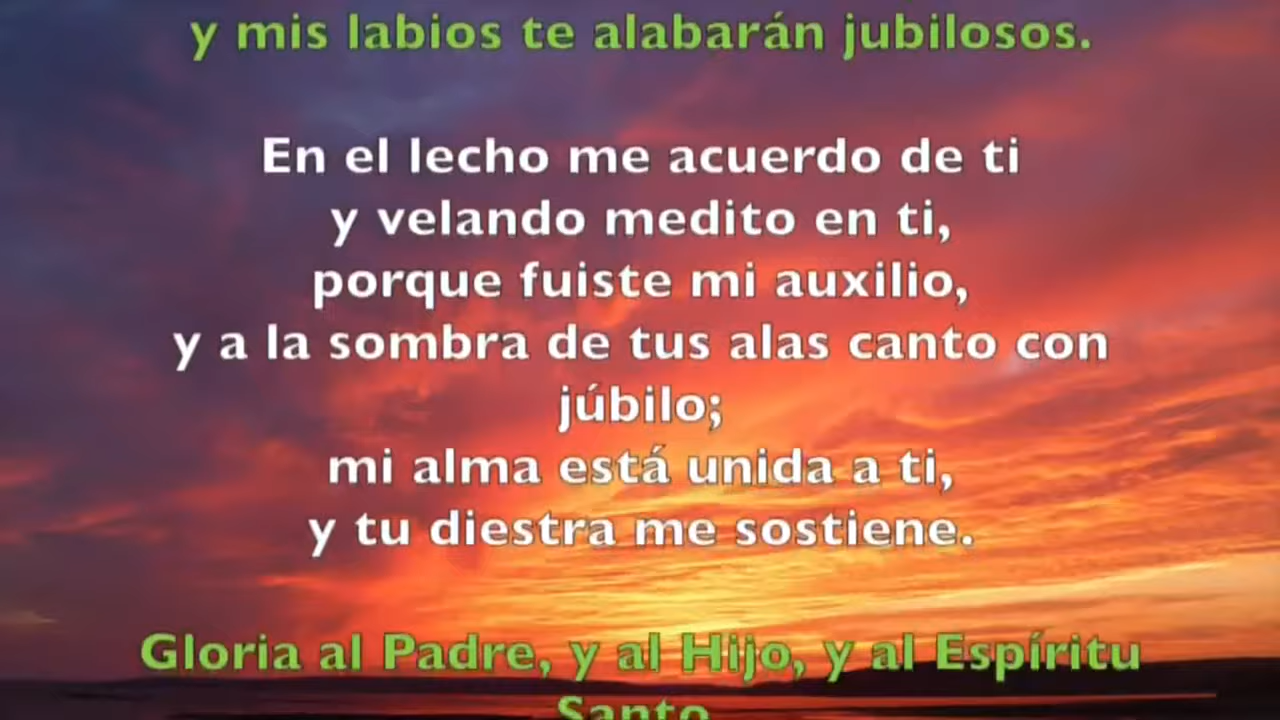 y mis labios te alabarán jubilosos.
En el lecho me acuerdo de ti
y velando medito en ti,
porque fuiste mi auxilio,
y a la sombra de tus alas canto con
júbilo;
mi alma está unida a ti,
y tu diestra me sostiene.
Gloria al Padre, y al Hijo, y al Espíritu
Santo